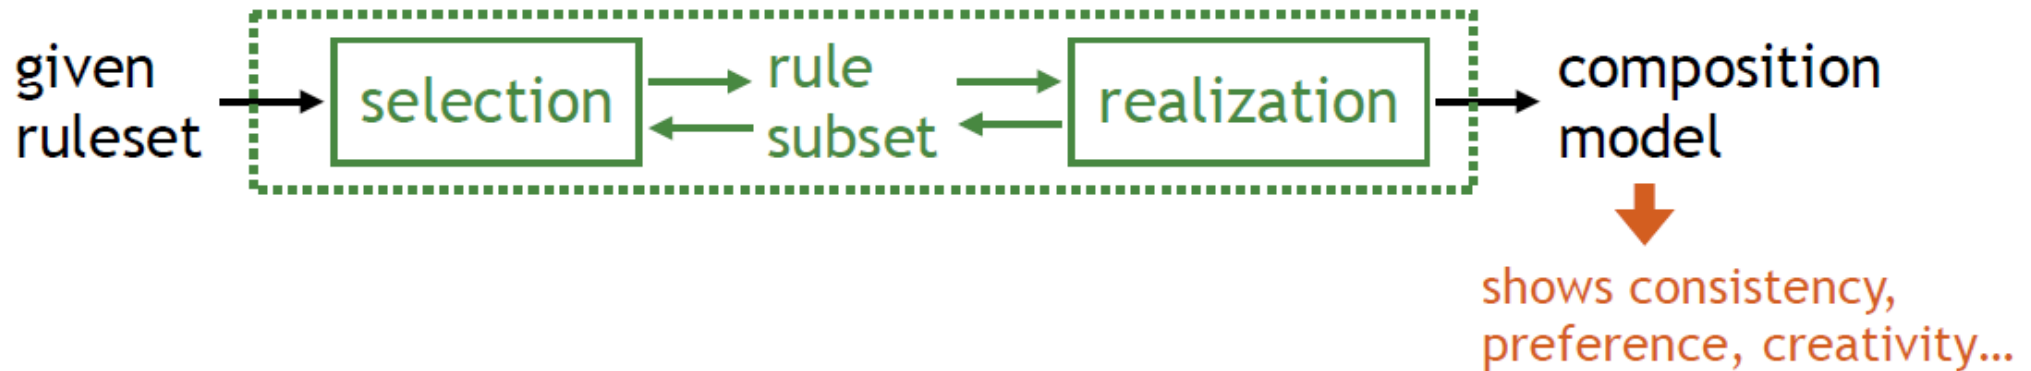 given
ruleset
selection
rule
subset
realization
composition
model
shows consistency,
preference, creativity...